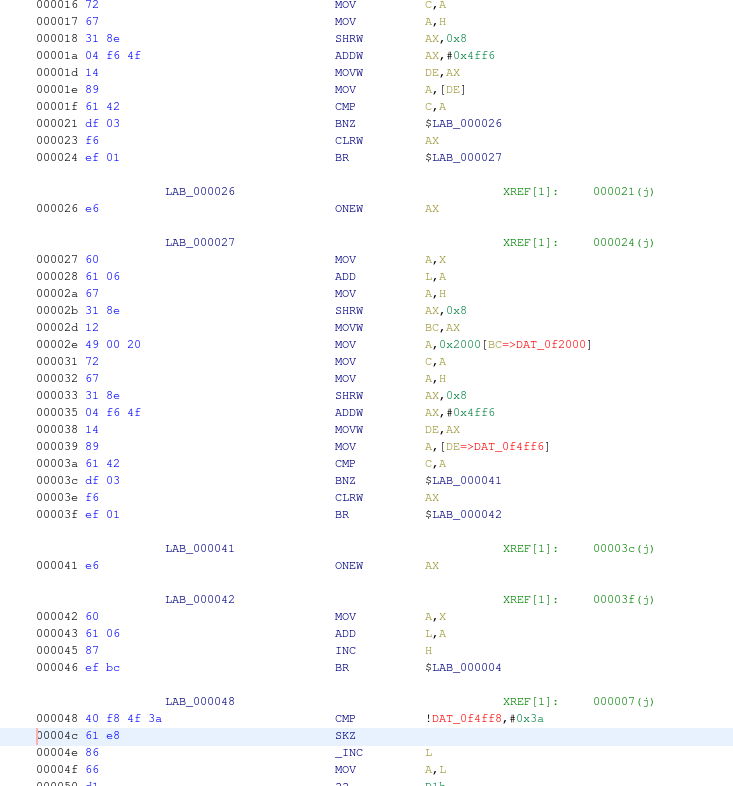 000016 72 MOV C,A
000017 67 MOV A,H
000018 31 8e SHRW AX,0x8
00001a 04 f6 4f ADDW AX,#0x4ff6
00001d 14 MOVW DE,AX
00001e 89 MOV A,[DE]
00001f 61 42 CMP C,A
000021 df 03 BNZ $LAB_000026
000023 f6 CLRW AX
000024 ef 01 BR $LAB_000027
LAB_000026 XREF[1]: 000021(j)
000026 e6 ONEW AX
LAB_000027 XREF[1]: 000024(j)
000027 60 MOV A,X
000028 61 06 ADD L,A
00002a 67 MOV A,H
00002b 31 8e SHRW AX,0x8
00002d 12 MOVW BC,AX
00002e 49 00 20 MOV A,0x2000[BC=>DAT_0f2000]
000031 72 MOV C,A
000032 67 MOV A,H
000033 31 8e SHRW AX,0x8
000035 04 f6 4f ADDW AX,#0x4ff6
000038 14 MOVW DE,AX
000039 89 MOV A,[DE=>DAT_0f4ff6]
00003a 61 42 CMP C,A
00003c df 03 BNZ $LAB_000041
00003e f6 CLRW AX
00003f ef 01 BR $LAB_000042
LAB_000041 XREF[1]: 00003c(j)
000041 e6 ONEW AX
LAB_000042 XREF[1]: 00003f(j)
000042 60 MOV A,X
000043 61 06 ADD L,A
000045 87 INC H
000046 ef bc BR $LAB_000004
LAB_000048 XREF[1]: 000007(j)
000048 40 f8 4f 3a CMP !DAT_0f4ff8,#0x3a
00004c 61 e8 SKZ
00004e 86 _INC L
00004f 66 MOV A,L
000050 d1